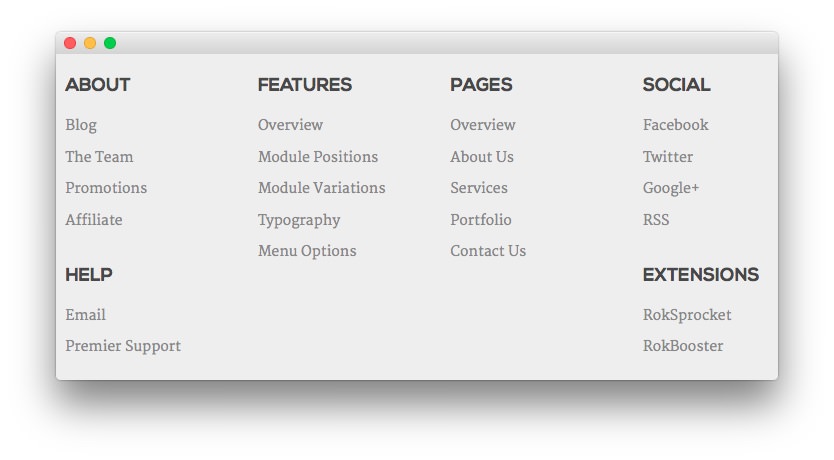 ABOUT
Blog
The Team
Promotions
Affiliate
HELP
Email
Premier Support
FEATURES
Overview
Module Positions
Module Variations
Typography
Menu Options
PAGES
Overview
About Us
Services
Portfolio
Contact Us
SOCIAL
Facebook
Twitter
Google+
RSS
EXTENSIONS
RokSprocket
RokBooster